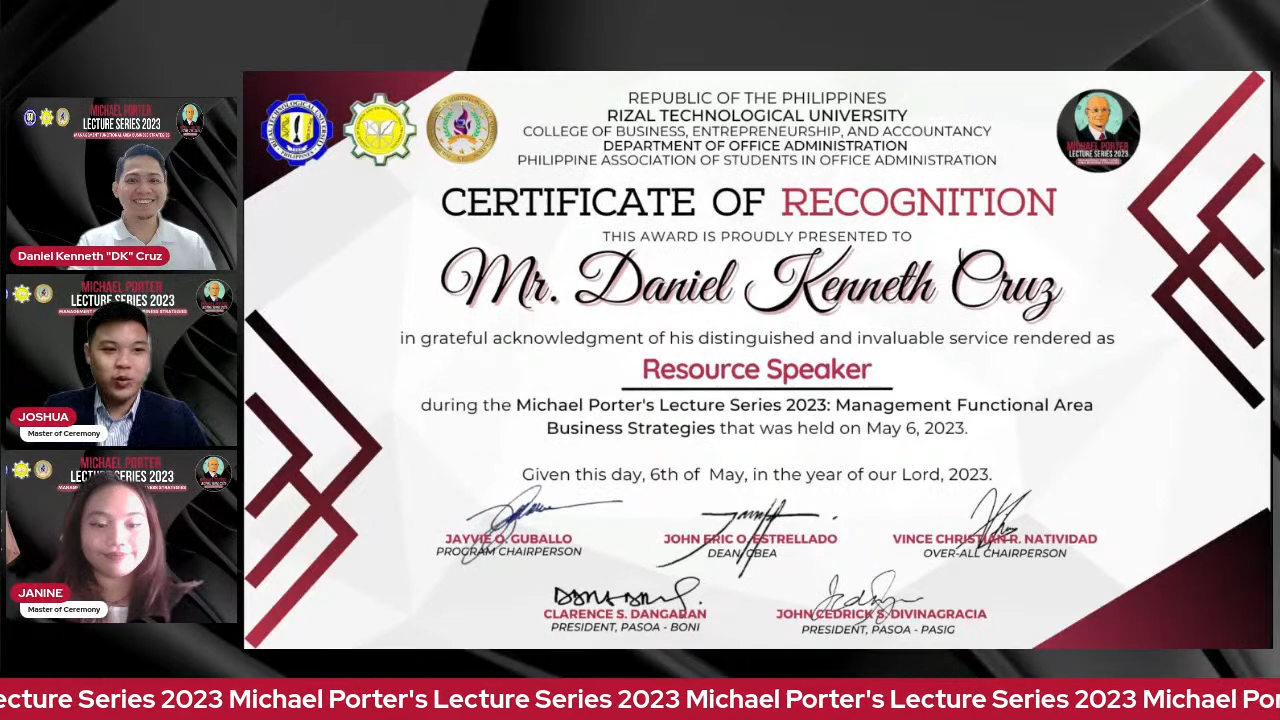 MICHAEL PORTER
LECTURE SERIES 2023
MANAGEMENT FUNCTIONAL AREA BUSINESS STRATEGIES
Daniel Kenneth "DK" Cruz
MICHAEL PORTER
LECTURE SERIES 2023
JOSHUA
Master of Ceremony
MICHAEL PORTER
JANINE
Master of Ceremony
REPUBLIC OF THE PHILIPPINES
RIZAL TECHNOLOGICAL UNIVERSITY
COLLEGE OF BUSINESS, ENTREPRENEURSHIP, AND ACCOUNTANCY
DEPARTMENT OF OFFICE ADMINISTRATION
PHILIPPINE ASSOCIATION OF STUDENTS IN OFFICE ADMINISTRATION
MICHAEL PORTER
LECTURE SERIES 2023
CERTIFICATE OF RECOGNITION
THIS AWARD IS PROUDLY PRESENTED TO
Mr. Daniel Kenneth Cruz
in grateful acknowledgment of his distinguished and invaluable service rendered as
Resource Speaker
during the Michael Porter's Lecture Series 2023: Management Functional Area
Business Strategies that was held on May 6, 2023.
Given this day, 6th of May, in the year of our Lord, 2023.
JAYVIE O. GUBALLO
PROGRAM CHAIRPERSON
JOHN ERIC O. ESTRELLADO
DEAN, CBEA
VINCE CHRISTIAN R. NATIVIDAD
OVER-ALL CHAIRPERSON
CLARENCE S. DANGARAN
PRESIDENT, PASOA - BONI
JOHN CEDRICK S. DIVINAGRACIA
PRESIDENT, PASOA - PASIG
ecture Series 2023 Michael Porter's Lecture Series 2023 Michael Porter's Lecture Series 2023 Michael Por